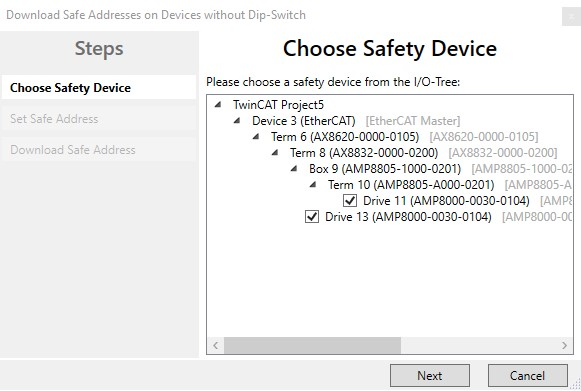 Download Safe Addresses on Devices without Dip-Switch
Steps
Choose Safety Device
Set Safe Address
Download Safe Address
Choose Safety Device
Please choose a safety device from the I/O-Tree:
TwinCAT Project5
Device 3 (EtherCAT) [EtherCAT Master]
Term 6 (AX8620-0000-0105) [AX8620-0000-0105]
Term 8 (AX8832-0000-0200) [AX8832-0000-0200]
Box 9 (AMP8805-1000-0201) [AMP8805-1000-02
Term 10 (AMP8805-A000-0201) [AMP8805-A
Drive 11 (AMP8000-0030-0104) [AMP8
Drive 13 (AMP8000-0030-0104) [AMP8000-00
Next
Cancel